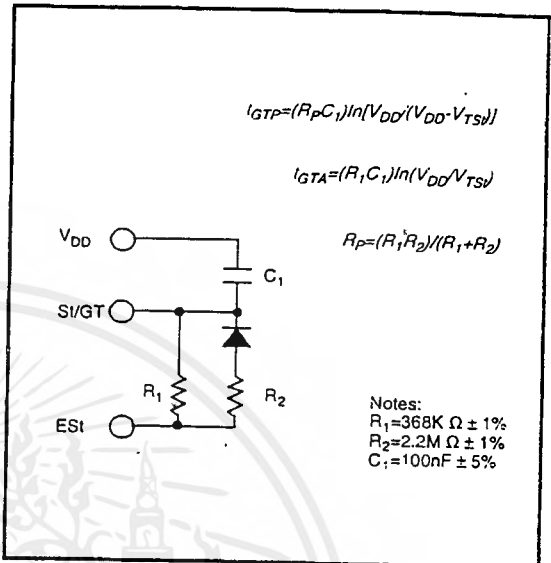 tGTP=(RPC1)ln[VDD/(VDD-VTSt)]
tGTA=(R1C1)ln(VDD/VTSt)
RP=(R1R2)/(R1+R2)
VDD
C1
St/GT
R1
R2
ESt
Notes:
R1=368K Ω ± 1%
R2=2.2M Ω ± 1%
C1=100nF ± 5%